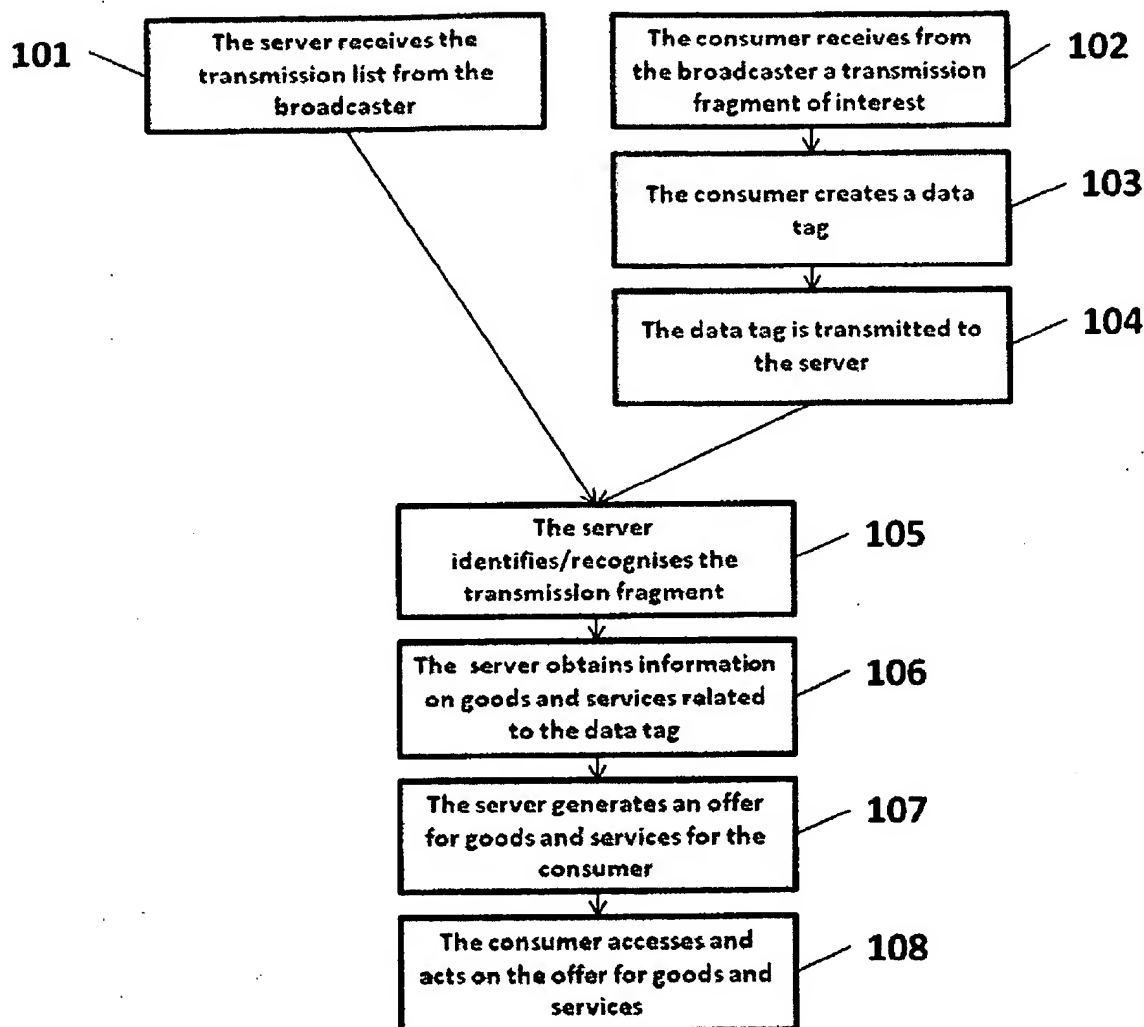 101
The server receives the
transmission list from the
broadcaster
The consumer receives from
the broadcaster a transmission
fragment of interest
102
The consumer creates a data
tag
103
The data tag is transmitted to
the server
104
The server
identifies/recognises the
transmission fragment
105
The server obtains information
on goods and services related
to the data tag
106
The server generates an offer
for goods and services for the
consumer
107
The consumer accesses and
acts on the offer for goods and
services
108